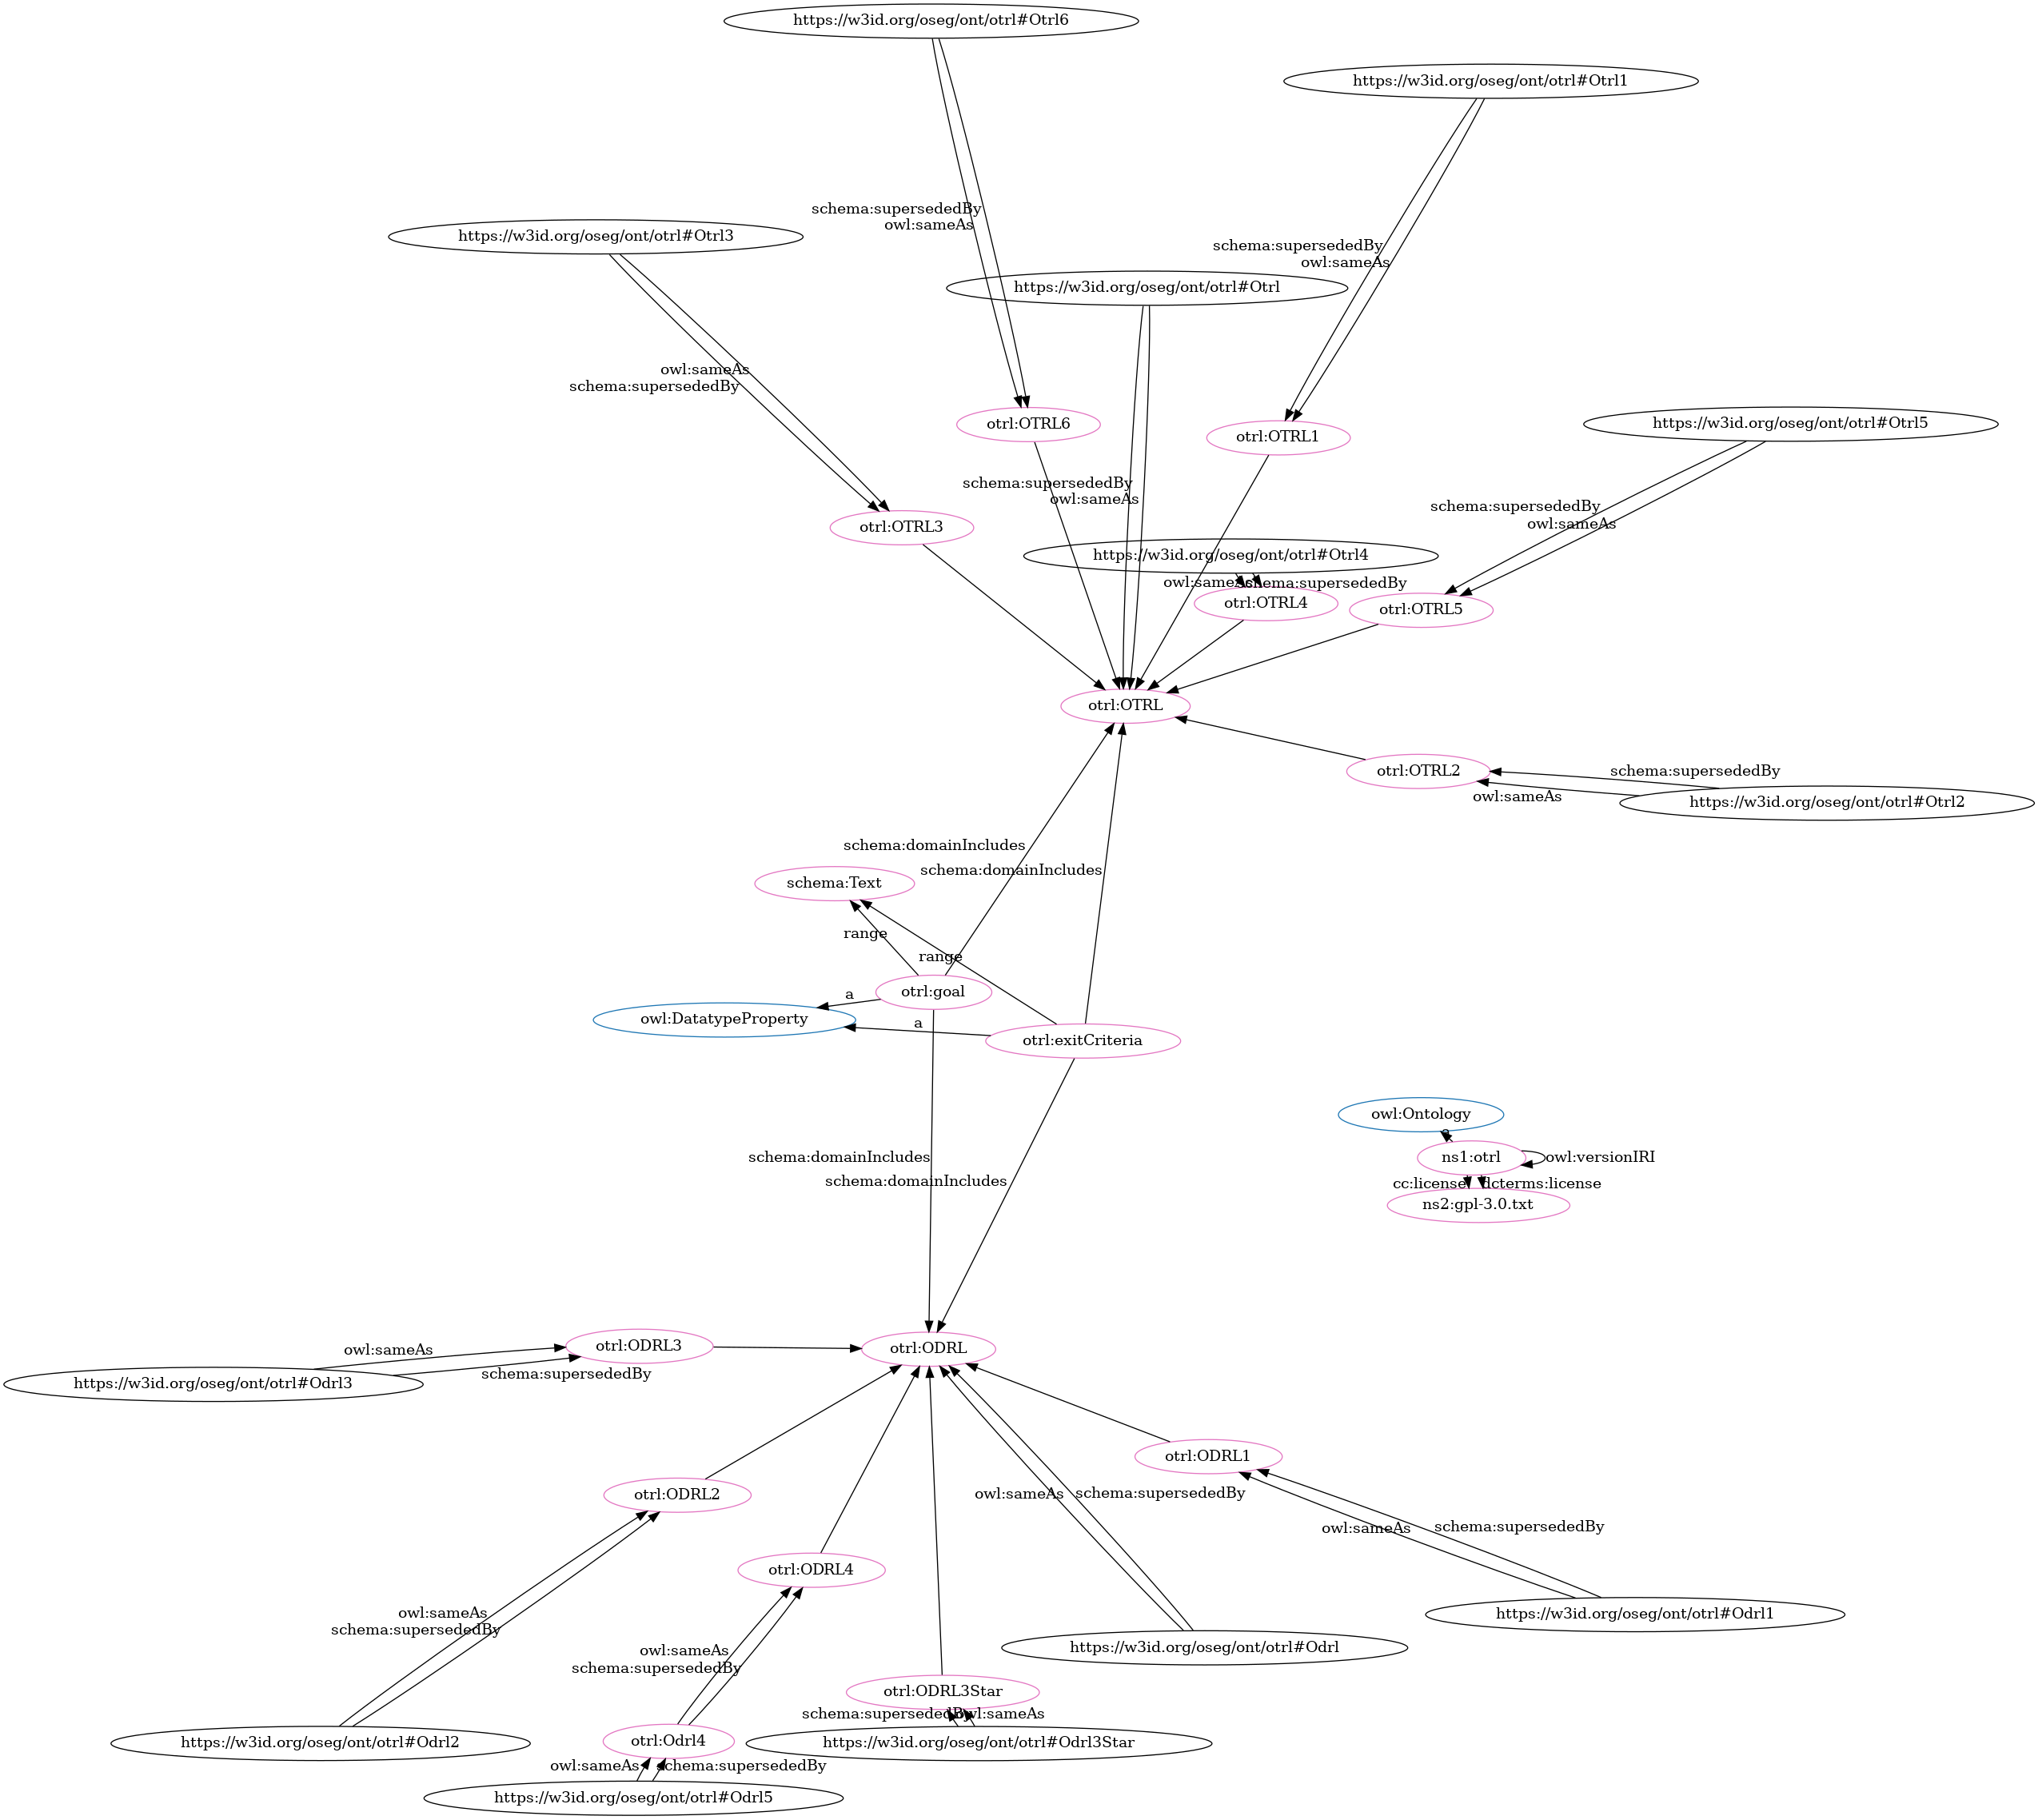 https://w3id.org/oseg/ont/otrl#Otrl6
https://w3id.org/oseg/ont/otrl#Otrl1
schema:supersededBy
owl:sameAs
https://w3id.org/oseg/ont/otrl#Otrl3
schema:supersededBy
owl:sameAs
https://w3id.org/oseg/ont/otrl#Otrl
owl:sameAs
schema:supersededBy
otrl:OTRL6
otrl:OTRL1
https://w3id.org/oseg/ont/otrl#Otrl5
schema:supersededBy
owl:sameAs
schema:supersededBy
owl:sameAs
otrl:OTRL3
https://w3id.org/oseg/ont/otrl#Otrl4
owl:sameAs
schema:supersededBy
otrl:OTRL4
otrl:OTRL5
otrl:OTRL
otrl:OTRL2
schema:supersededBy
owl:sameAs
https://w3id.org/oseg/ont/otrl#Otrl2
schema:domainIncludes
schema:domainIncludes
schema:Text
range
range
otrl:goal
a
owl:DatatypeProperty
a
otrl:exitCriteria
owl:Ontology
a
ns1:otrl
owl:versionIRI
cc:license
dcterms:license
ns2:gpl-3.0.txt
schema:domainIncludes
schema:domainIncludes
otrl:ODRL3
otrl:ODRL
owl:sameAs
schema:supersededBy
https://w3id.org/oseg/ont/otrl#Odrl3
otrl:ODRL1
otrl:ODRL2
owl:sameAs
schema:supersededBy
owl:sameAs
schema:supersededBy
otrl:ODRL4
owl:sameAs
schema:supersededBy
https://w3id.org/oseg/ont/otrl#Odrl1
https://w3id.org/oseg/ont/otrl#Odrl
owl:sameAs
schema:supersededBy
otrl:ODRL3Star
schema:supersededBy
owl:sameAs
https://w3id.org/oseg/ont/otrl#Odrl2
otrl:Odrl4
https://w3id.org/oseg/ont/otrl#Odrl3Star
owl:sameAs
schema:supersededBy
https://w3id.org/oseg/ont/otrl#Odrl5